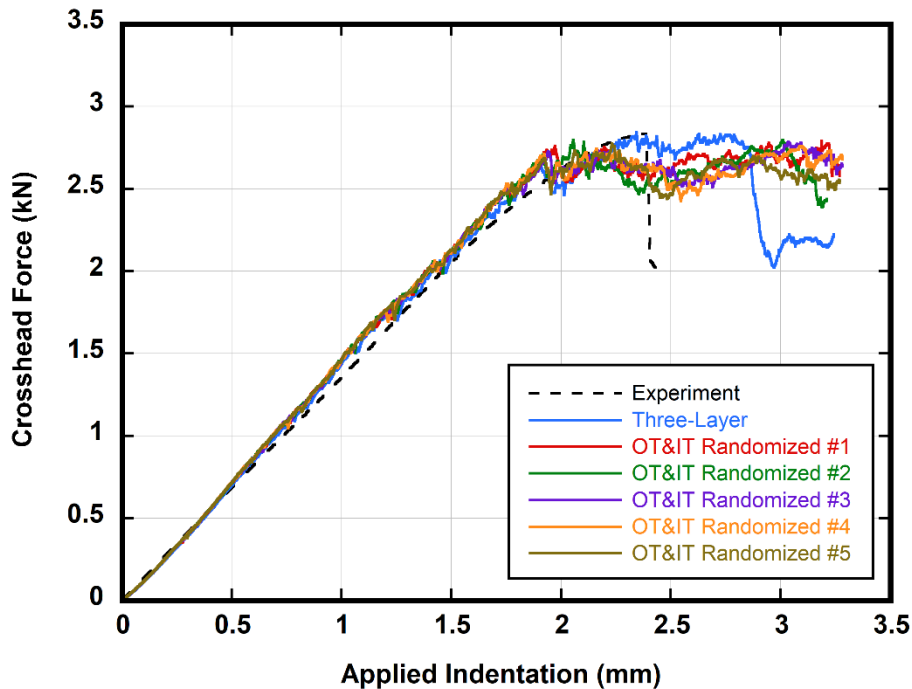 3.5
3
2.5
2
1.5
1
0.5
0
Crosshead Force (kN)
Experiment
Three-Layer
OT&IT Randomized #1
OT&IT Randomized #2
OT&IT Randomized #3
OT&IT Randomized #4
OT&IT Randomized #5
0 0.5 1 1.5 2 2.5 3 3.5
Applied Indentation (mm)